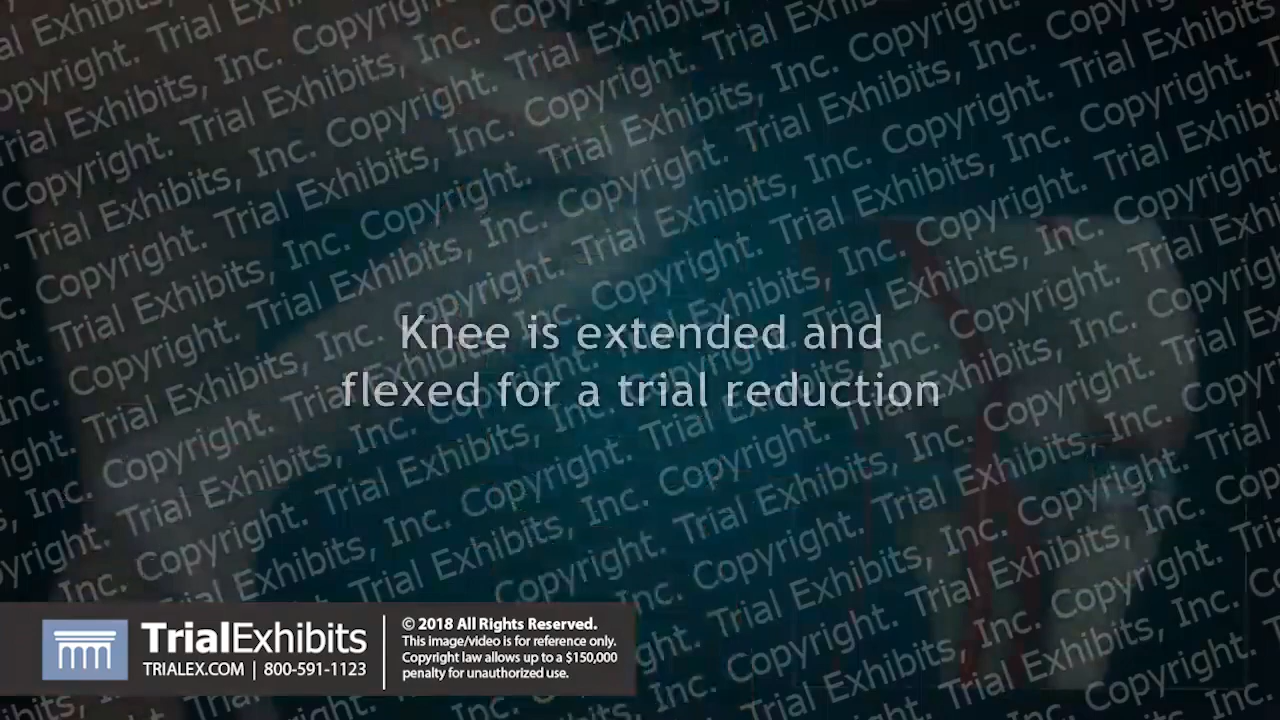 Knee is extended and
flexed for a trial reduction
TrialExhibits
TRIALEX.COM | 800-591-1123
© 2018 All Rights Reserved.
This image/video is for reference only.
Copyright law allows up to a $150,000
penalty for unauthorized use.
Trial Exhibits, Inc. Copyright.